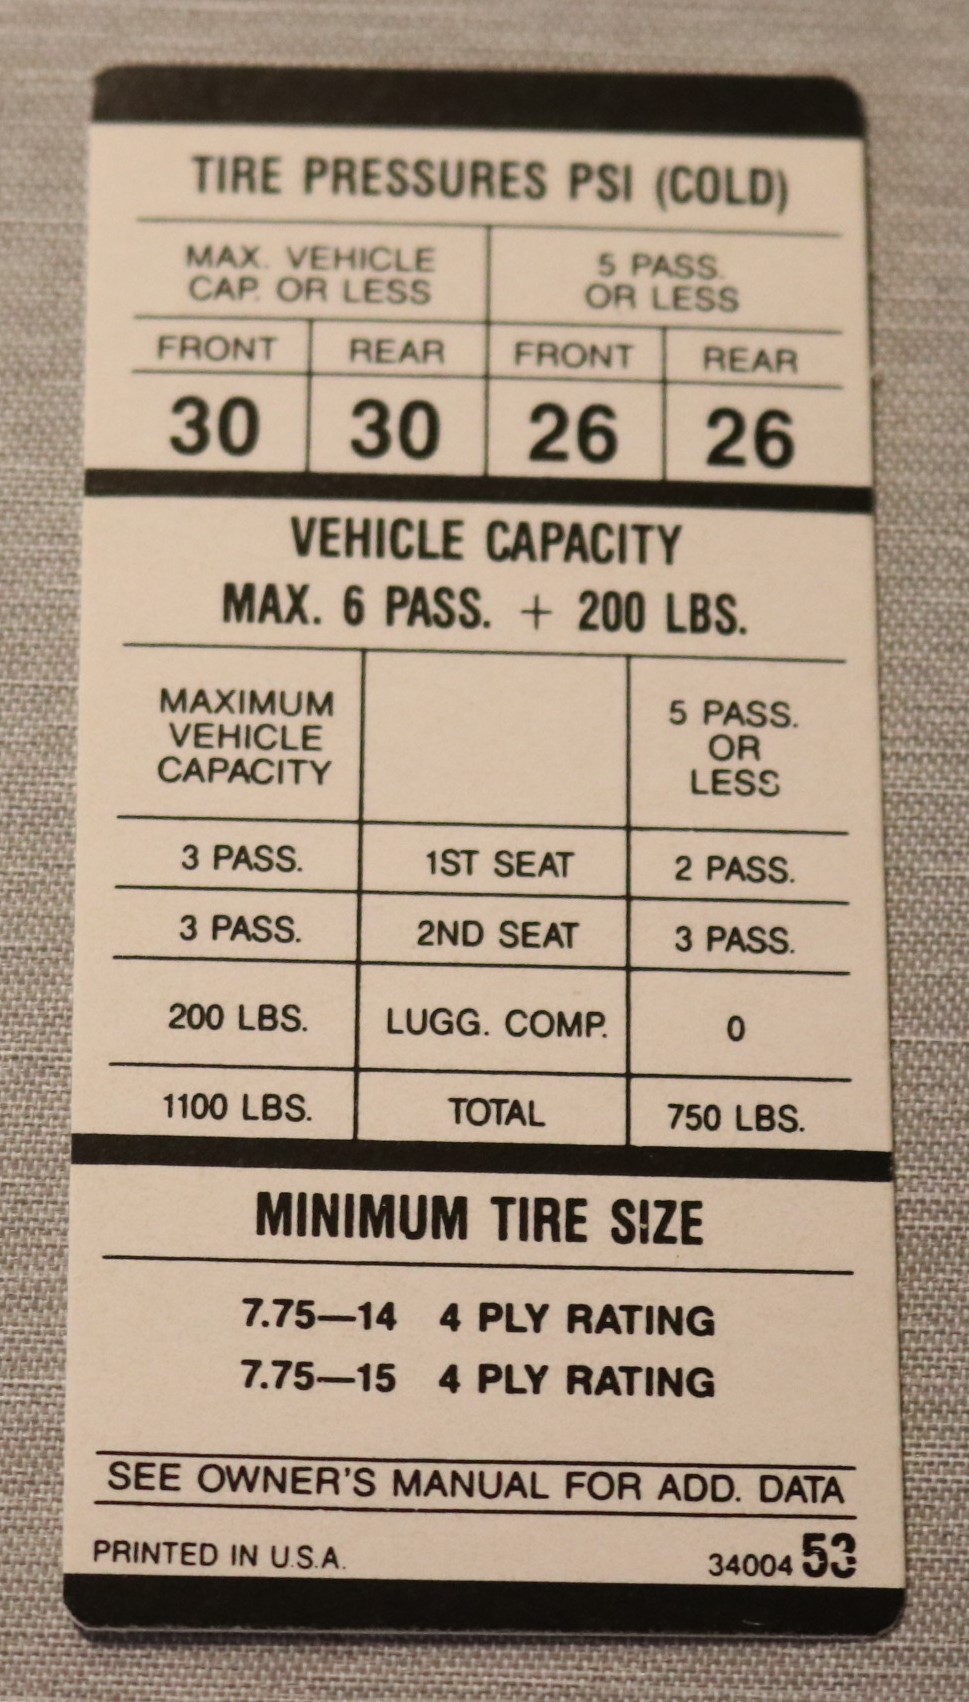 TIRE PRESSURES PSI (COLD)
MAX. VEHICLE
CAP. OR LESS
5 PASS.
OR LESS
FRONT REAR FRONT REAR
30 30 26 26
VEHICLE CAPACITY
MAX. 6 PASS. + 200 LBS.
MAXIMUM
VEHICLE
CAPACITY
5 PASS.
OR
LESS
3 PASS. 1ST SEAT 2 PASS.
3 PASS. 2ND SEAT 3 PASS.
200 LBS. LUGG. COMP. 0
1100 LBS. TOTAL 750 LBS.
MINIMUM TIRE SIZE
7.75—14 4 PLY RATING
7.75—15 4 PLY RATING
SEE OWNER'S MANUAL FOR ADD. DATA
PRINTED IN U.S.A. 34004 53